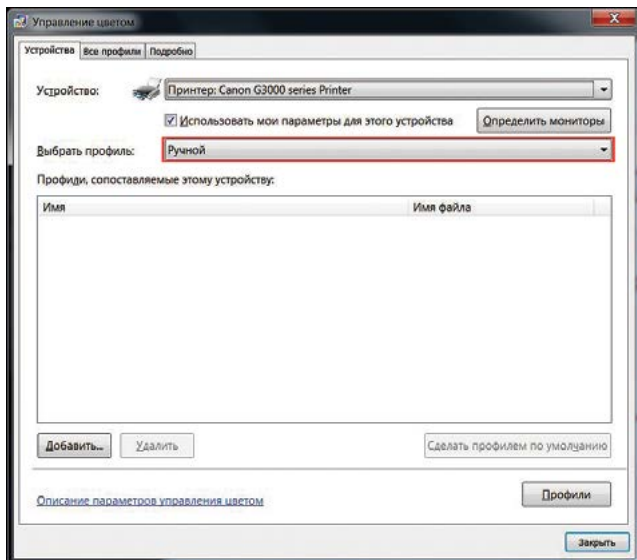 Управление цветом
Устройства Все профили Подробно
Устройство: Принтер: Canon G3000 series Printer
Использовать мои параметры для этого устройства Определить мониторы
Выбрать профиль: Ручной
Профиди, сопоставляемые этому устройству:
Имя Имя файла
Добавить... Удалить Сделать профилем по умолчанию
Описание параметров управления цветом Профили
Закрыть